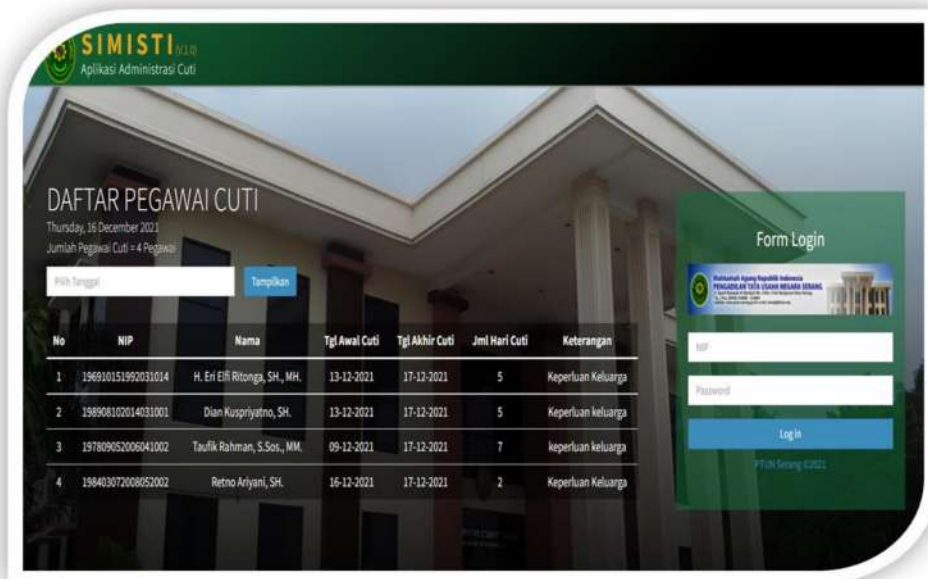 SIMISTI (V.1.0)
Aplikasi Administrasi Cuti
DAFTAR PEGAWAI CUTI
Thursday, 16 December 2021
Jumlah Pegawai Cuti = 4 Pegawai
Pilih Tanggal
Tampilkan
No NIP Nama Tgl Awal Cuti Tgl Akhir Cuti Jml Hari Cuti Keterangan
1 196910151992031014 H. Eri Elfi Ritonga, SH., MH. 13-12-2021 17-12-2021 5 Keperluan Keluarga
2 198908102014031001 Dian Kuspriyatno, SH. 13-12-2021 17-12-2021 5 Keperluan keluarga
3 197809052006041002 Taufik Rahman, S.Sos., MM. 09-12-2021 17-12-2021 7 keperluan keluarga
4 198403072008052002 Retno Ariyani, SH. 16-12-2021 17-12-2021 2 Keperluan Keluarga
Form Login
Mahkamah Agung Republik Indonesia
PENGADILAN TATA USAHA NEGARA SERANG
NIP
Password
Log in
PTUN Serang ©2021